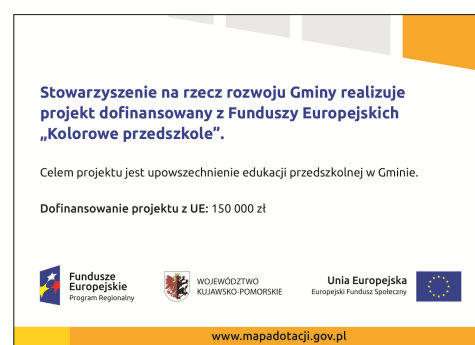 Stowarzyszenie na rzecz rozwoju Gminy realizuje
projekt dofinansowany z Funduszy Europejskich
„Kolorowe przedszkole”.
Celem projektu jest upowszechnienie edukacji przedszkolnej w Gminie.
Dofinansowanie projektu z UE: 150 000 zł
Fundusze
Europejskie
Program Regionalny
WOJEWÓDZTWO
KUJAWSKO-POMORSKIE
Unia Europejska
Europejski Fundusz Społeczny
www.mapadotacji.gov.pl